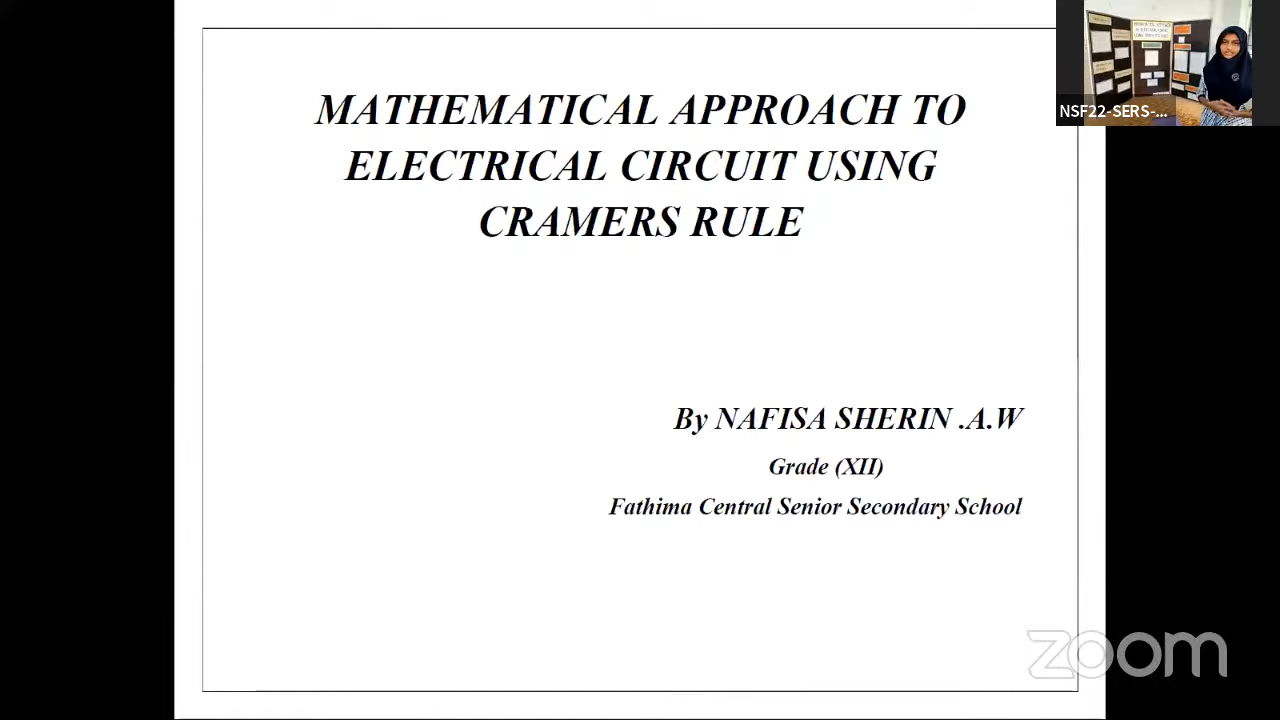 MATHEMATICAL APPROACH TO
ELECTRICAL CIRCUIT USING
CRAMERS RULE
By NAFISA SHERIN .A.W
Grade (XII)
Fathima Central Senior Secondary School
NSF22-SERS-...
zoom